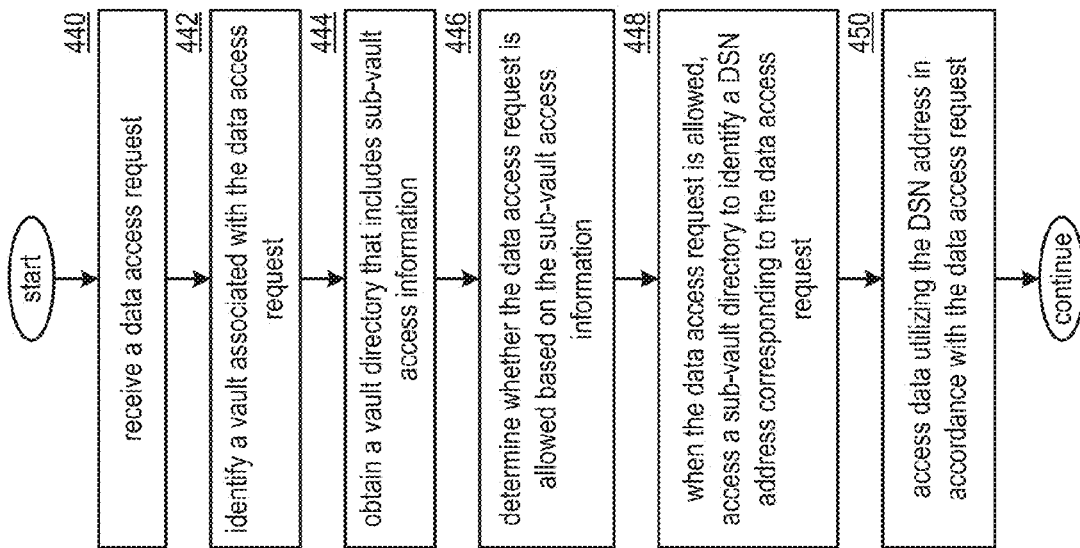 start
440
receive a data access request
442
identify a vault associated with the data access
request
444
obtain a vault directory that includes sub-vault
access information
446
determine whether the data access request is
allowed based on the sub-vault access
information
448
when the data access request is allowed,
access a sub-vault directory to identify a DSN
address corresponding to the data access
request
450
access data utilizing the DSN address in
accordance with the data access request
continue